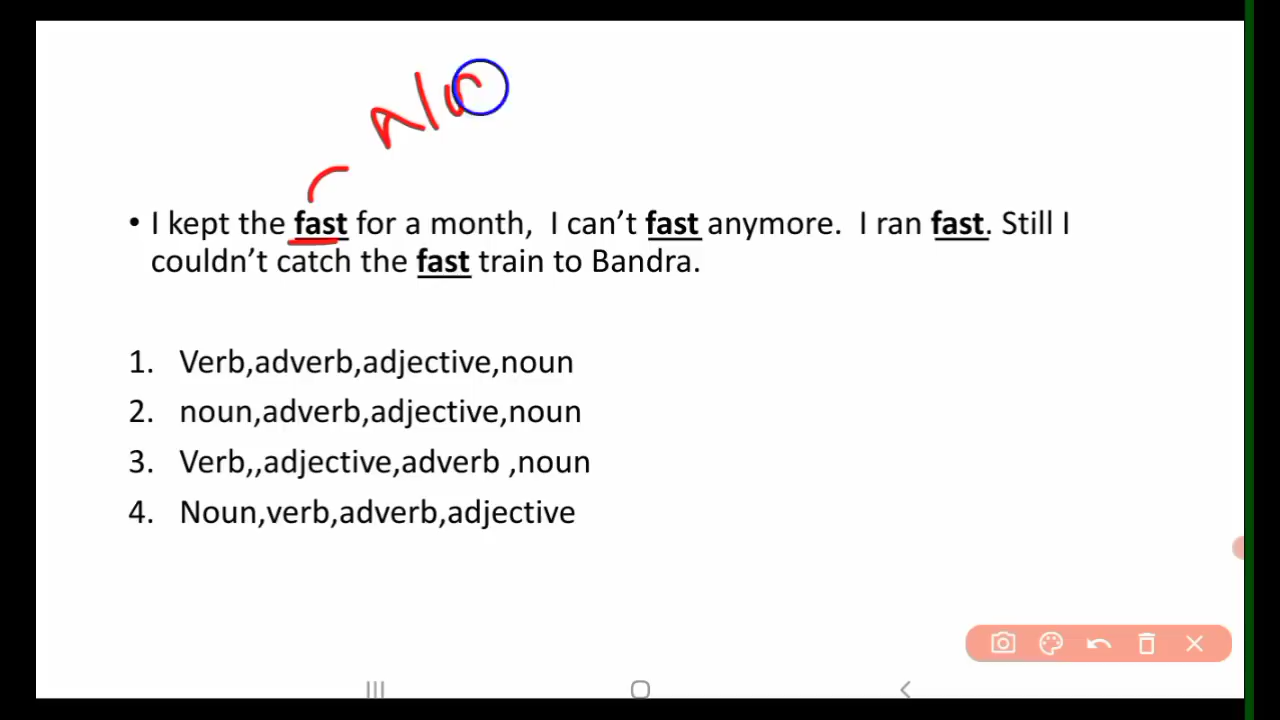 • I kept the fast for a month,  I can’t fast anymore.  I ran fast. Still I
couldn’t catch the fast train to Bandra.
1. Verb,adverb,adjective,noun
2. noun,adverb,adjective,noun
3. Verb,,adjective,adverb ,noun
4. Noun,verb,adverb,adjective